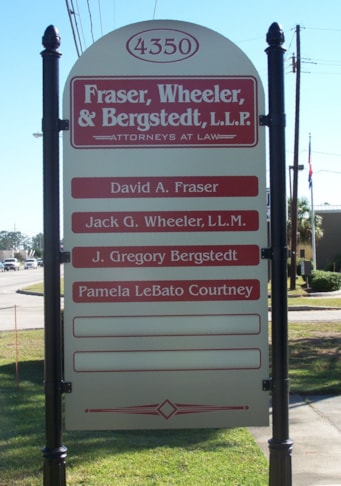 4350
Fraser, Wheeler,
& Bergstedt, L.L.P.
ATTORNEYS AT LAW
David A. Fraser
Jack G. Wheeler, LL.M.
J. Gregory Bergstedt
Pamela LeBato Courtney